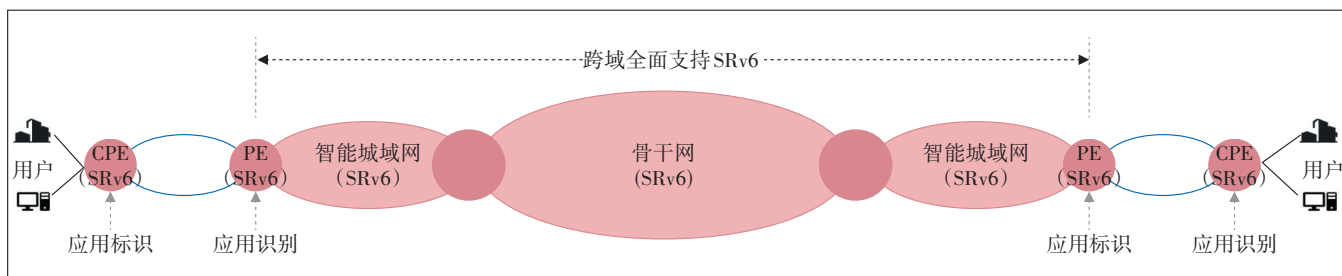 跨域全面支持SRv6
用户
CPE
(SRv6)
PE
(SRv6)
智能城域网
(SRv6)
骨干网
(SRv6)
智能城域网
(SRv6)
PE
(SRv6)
CPE
(SRv6)
用户
应用标识
应用识别
应用标识
应用识别